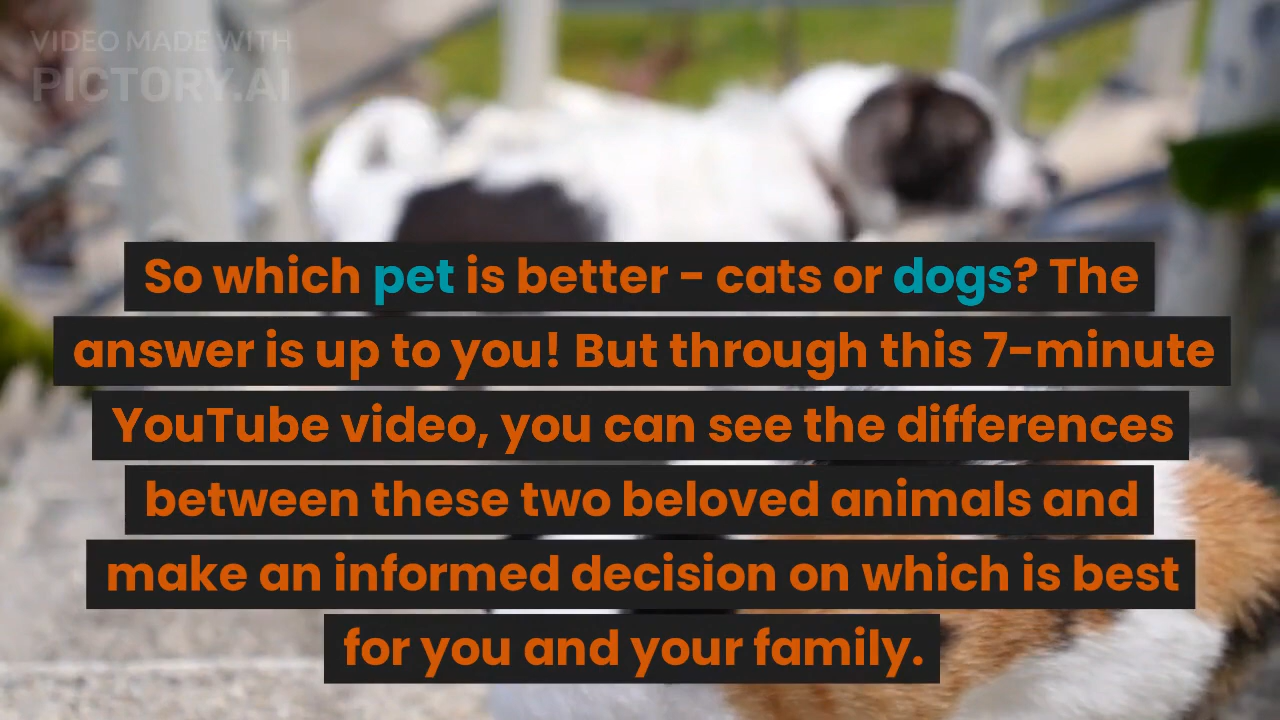 VIDEO MADE WITH
PICTORY.AI
So which pet is better - cats or dogs? The
answer is up to you! But through this 7-minute
YouTube video, you can see the differences
between these two beloved animals and
make an informed decision on which is best
for you and your family.